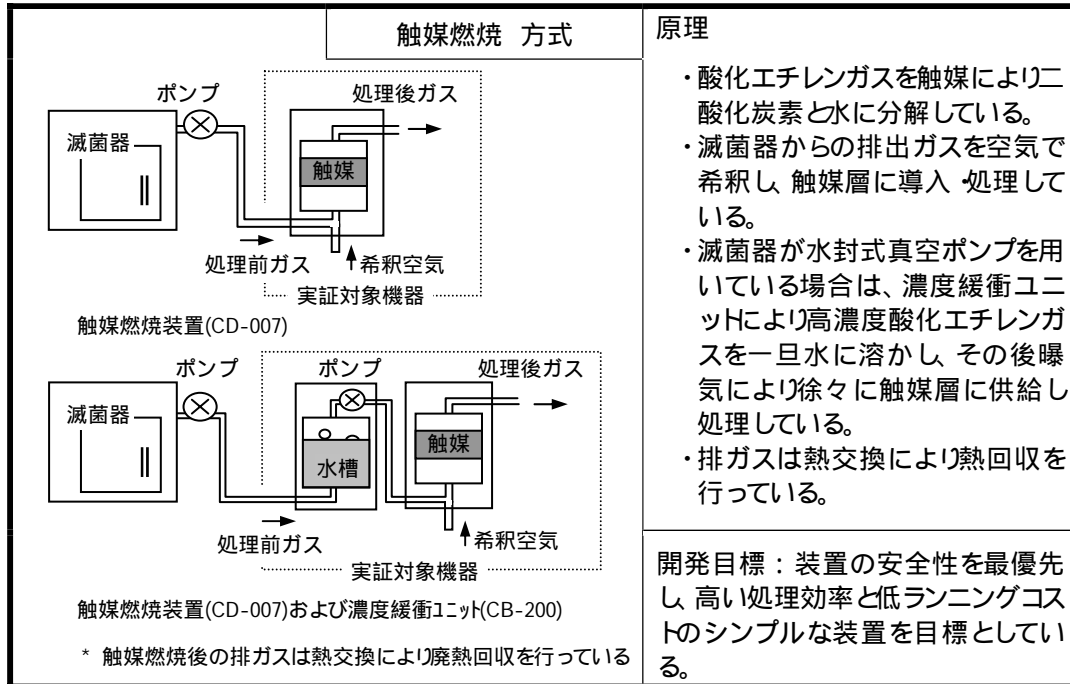 触媒燃焼 方式
ポンプ
処理後ガス
滅菌器
触媒
処理前ガス
希釈空気
実証対象機器
触媒燃焼装置(CD-007)
ポンプ
ポンプ
処理後ガス
滅菌器
触媒
水槽
処理前ガス
希釈空気
実証対象機器
触媒燃焼装置(CD-007)および濃度緩衝ユニット(CB-200)
* 触媒燃焼後の排ガスは熱交換により廃熱回収を行っている
原理
・酸化エチレンガスを触媒により二
酸化炭素と水に分解している。
・滅菌器からの排出ガスを空気で
希釈し、触媒層に導入・処理して
いる。
・滅菌器が水封式真空ポンプを用
いている場合は、濃度緩衝ユニ
ットにより高濃度酸化エチレンガ
スを一旦水に溶かし、その後曝
気により徐々に触媒層に供給し
処理している。
・排ガスは熱交換により熱回収を
行っている。
開発目標：装置の安全性を最優先
し、高い処理効率と低ランニングコス
トのシンプルな装置を目標としてい
る。